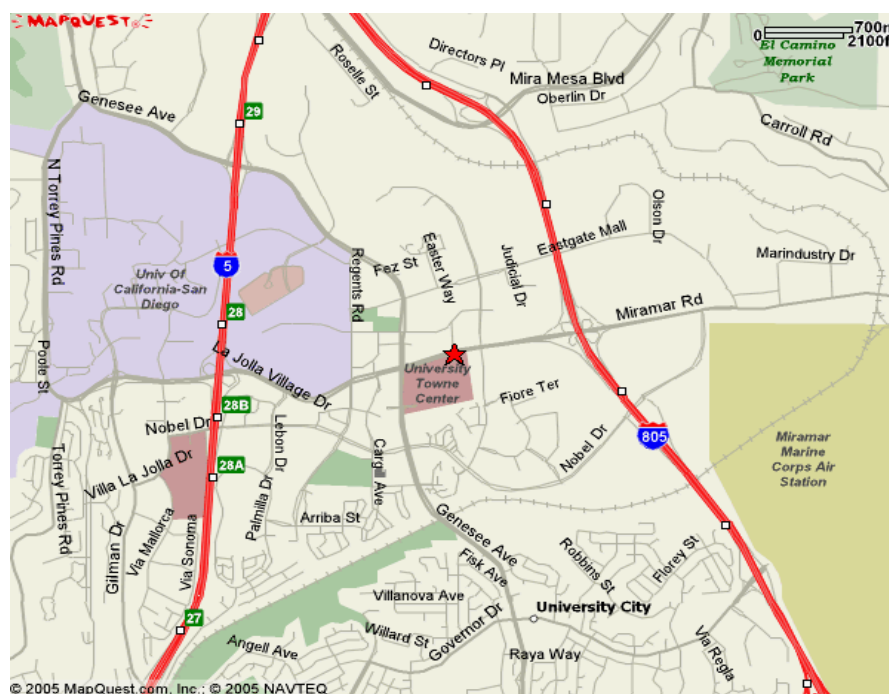 MAPQUEST
0
700m
2100f
Directors Pl
El Camino
Memorial
Park
Roselle St
Mira Mesa Blvd
Oberlin Dr
Genesee Ave
29
Carroll Rd
N Torrey Pines Rd
Olson Dr
Easter Way
Eastgate Mall
Judicial Dr
Regents Rd
Fez St
Marindustry Dr
5
Univ Of
California-San
Diego
28
Miramar Rd
Poole St
La Jolla Village Dr
University
Towne
Center
Fiore Ter
28B
Nobel Dr
Lebon Dr
Nobel Dr
805
Torrey Pines Rd
Villa La Jolla Dr
28A
Cargill Ave
Miramar
Marine
Corps Air
Station
Palmilla Dr
Arriba St
Gilman Dr
Via Mallorca
Via Sonoma
Genesee Ave
Robbins St
Florey St
Fisk Ave
Villanova Ave
University City
27
Governor Dr
Willard St
Angell Ave
Raya Way
Via Regla
© 2005 MapQuest.com, Inc.; © 2005 NAVTEQ